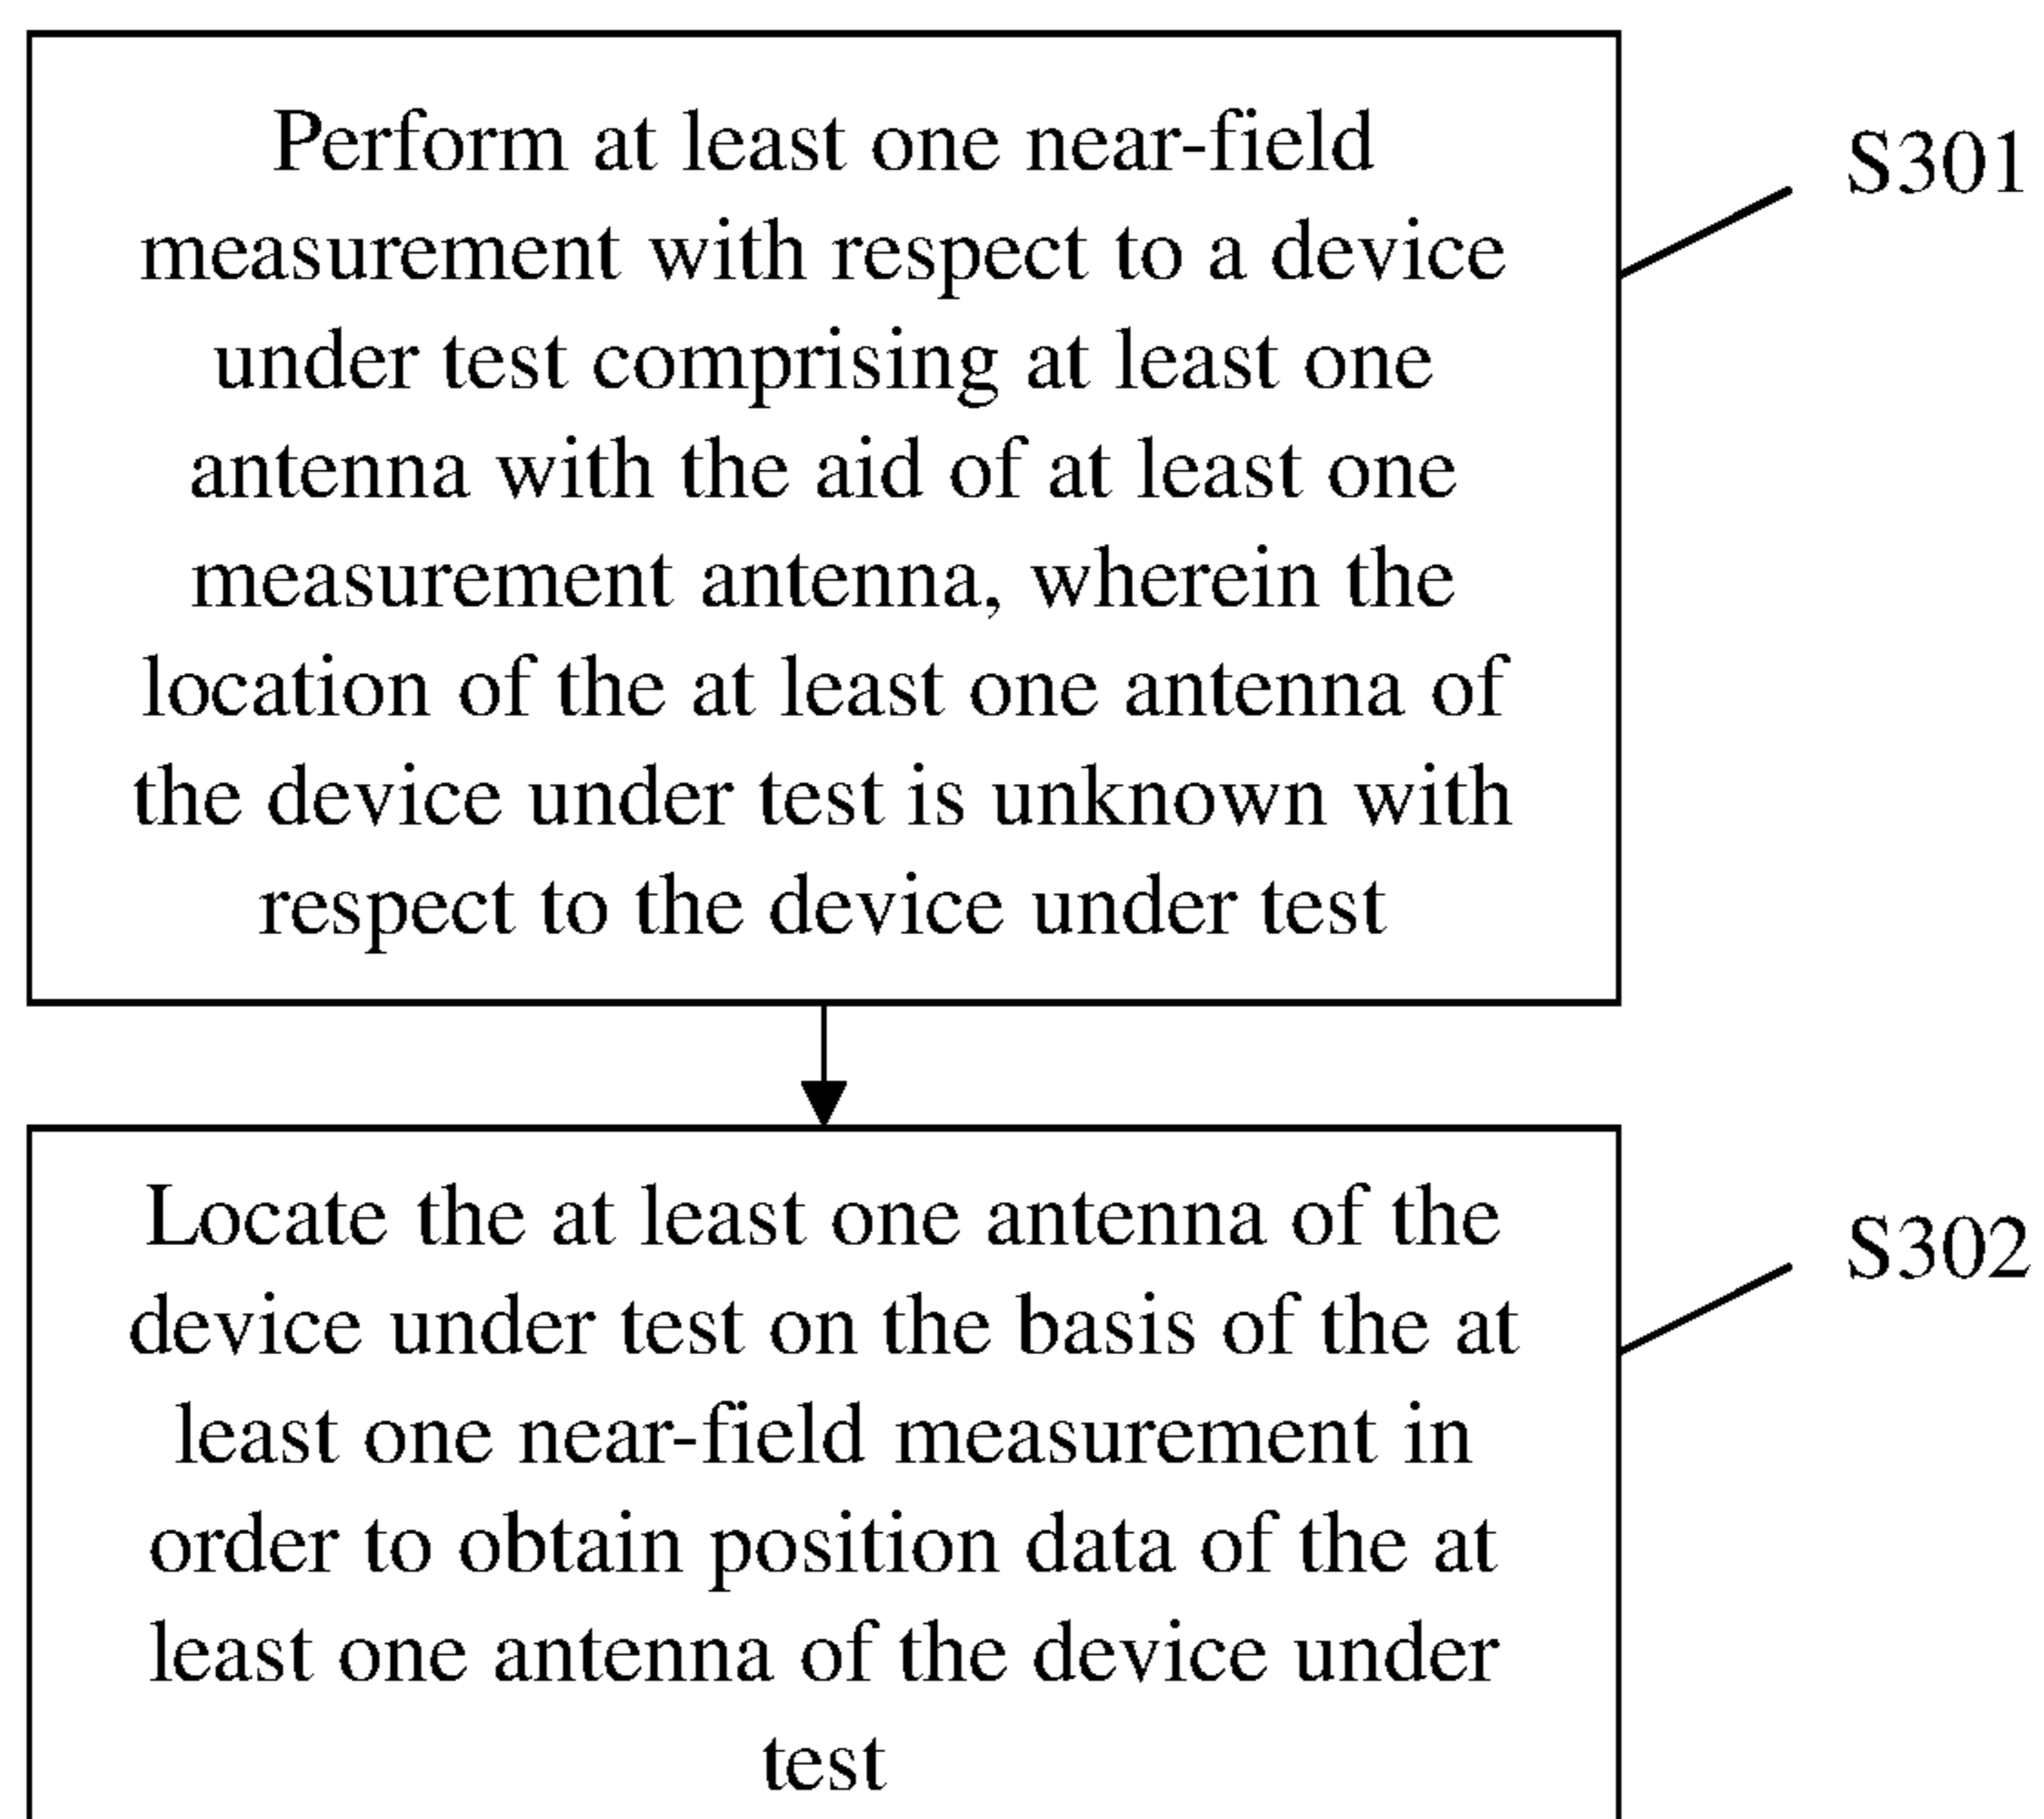 Perform at least one near-field
measurement with respect to a device
under test comprising at least one
antenna with the aid of at least one
measurement antenna, wherein the
location of the at least one antenna of
the device under test is unknown with
respect to the device under test
S301
Locate the at least one antenna of the
device under test on the basis of the at
least one near-field measurement in
order to obtain position data of the at
least one antenna of the device under
test
S302